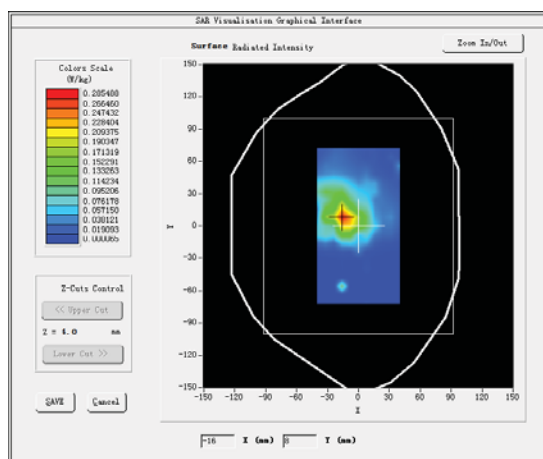 SAR Visualisation Graphical Interface
Surface Radiated Intensity
Zoom In/Out
Colors Scale
(W/kg)
0.285488
0.266460
0.247432
0.228404
0.209375
0.190347
0.171319
0.152291
0.133263
0.114234
0.095206
0.076178
0.057150
0.038121
0.019093
0.000065
150
120
90
60
30
0
-30
-60
-90
-120
-150
Y
-150 -120 -90 -60 -30 0 30 60 90 120 150
X
Z-Cuts Control
<< Upper Cut
Z = 4.0 mm
Lower Cut >>
SAVE Cancel
-16 X (mm) 8 Y (mm)